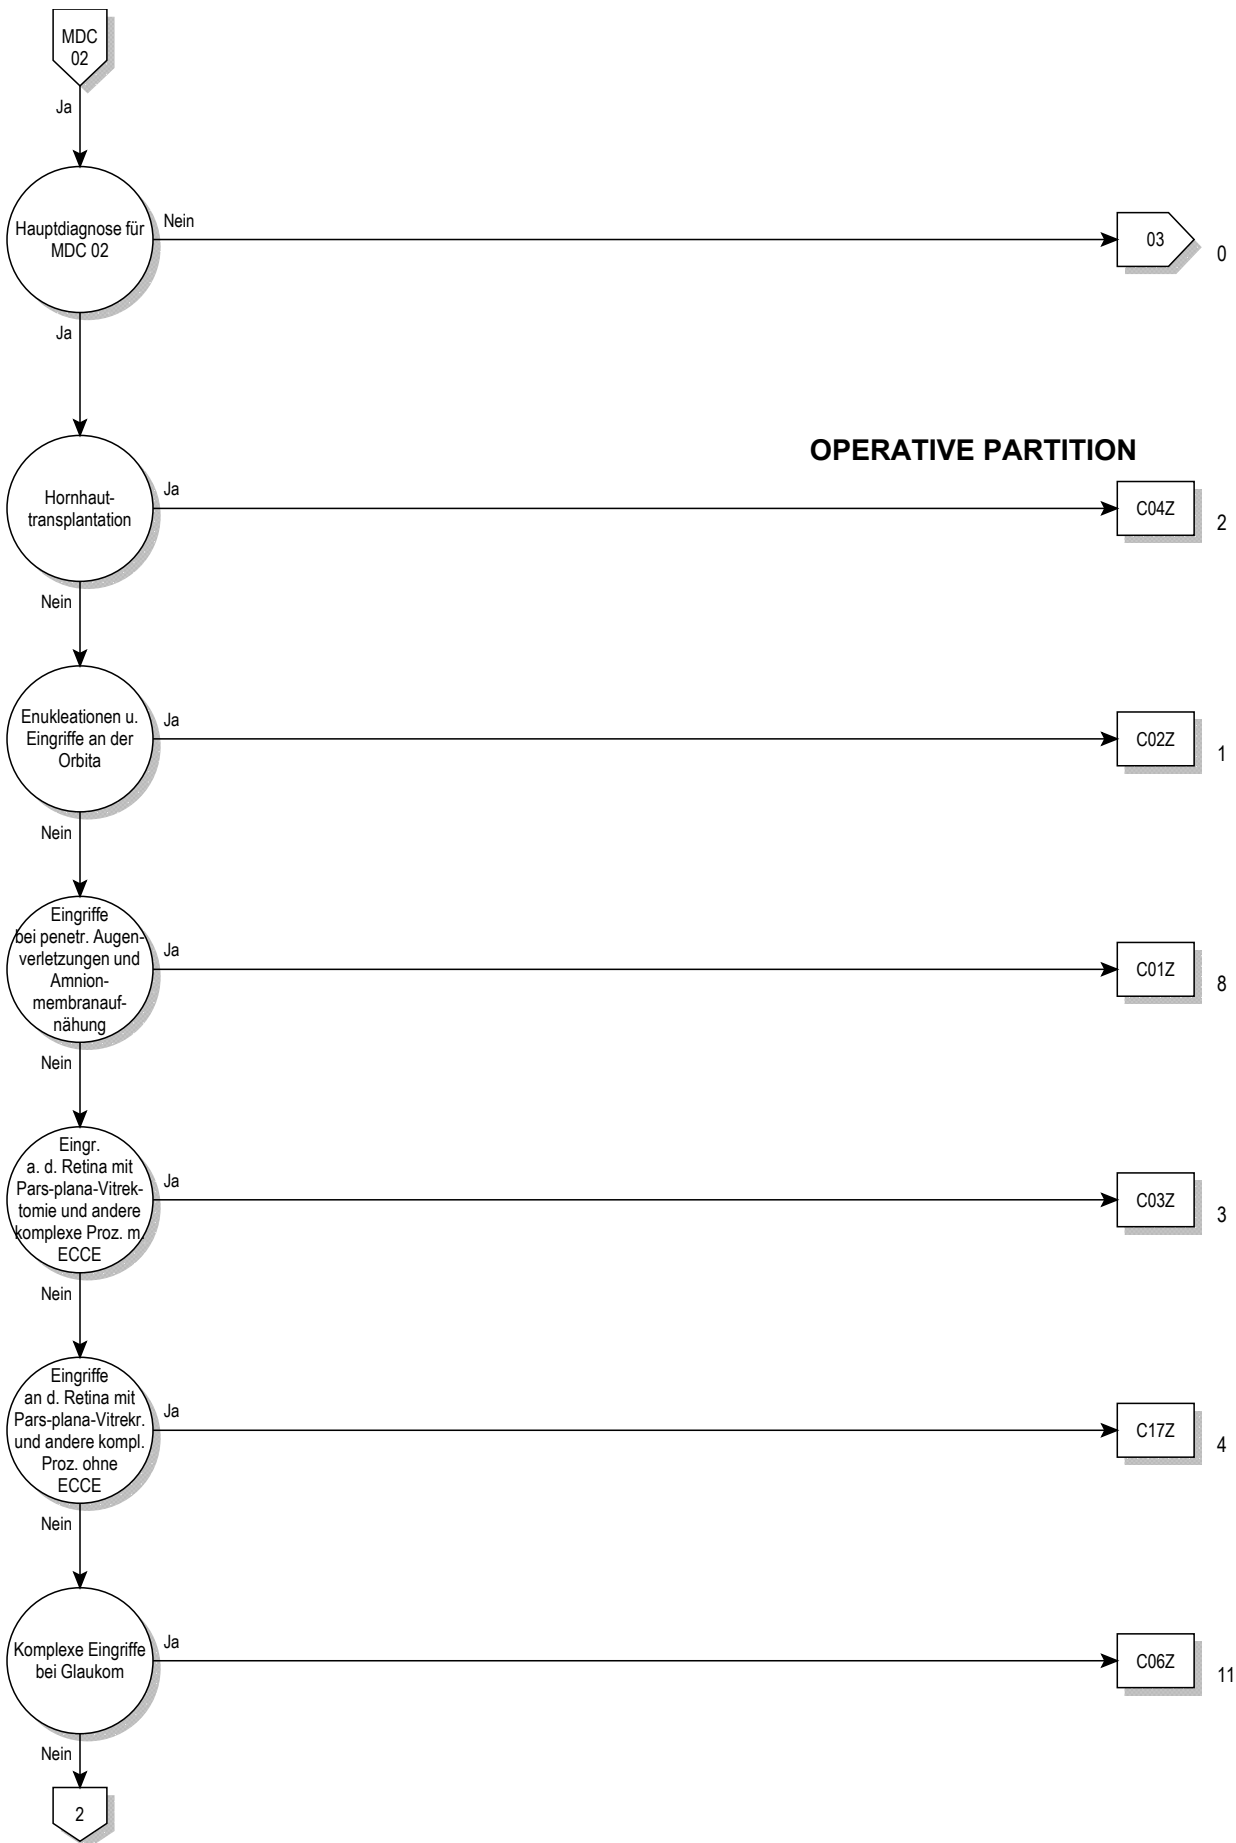 MDC
02
Ja
Hauptdiagnose für
MDC 02
Nein
03
0
Ja
OPERATIVE PARTITION
Hornhaut-
transplantation
Ja
C04Z
2
Nein
Enukleationen u.
Eingriffe an der
Orbita
Ja
C02Z
1
Nein
Eingriffe
bei penetr. Augen-
verletzungen und
Amnion-
membranauf-
nähung
Ja
C01Z
8
Nein
Eingr.
a. d. Retina mit
Pars-plana-Vitrek-
tomie und andere
komplexe Proz. m.
ECCE
Ja
C03Z
3
Nein
Eingriffe
an d. Retina mit
Pars-plana-Vitrekr.
und andere kompl.
Proz. ohne
ECCE
Ja
C17Z
4
Nein
Komplexe Eingriffe
bei Glaukom
Ja
C06Z
11
Nein
2